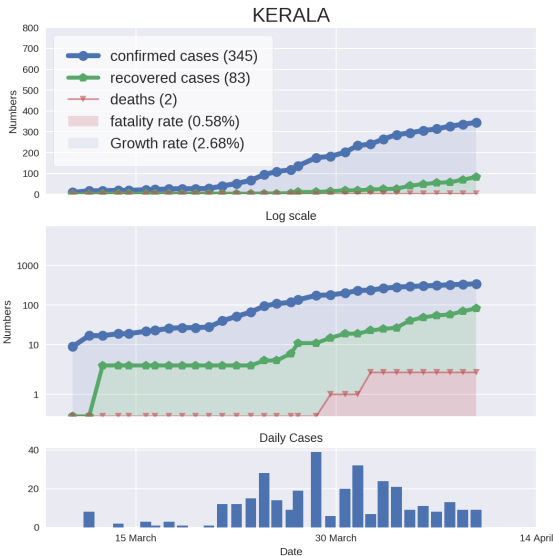 KERALA
800
700
600
500
400
300
200
100
0
Numbers
confirmed cases (345)
recovered cases (83)
deaths (2)
fatality rate (0.58%)
Growth rate (2.68%)
Log scale
1000
100
10
1
Numbers
Daily Cases
40
20
0
15 March
30 March
14 April
Date